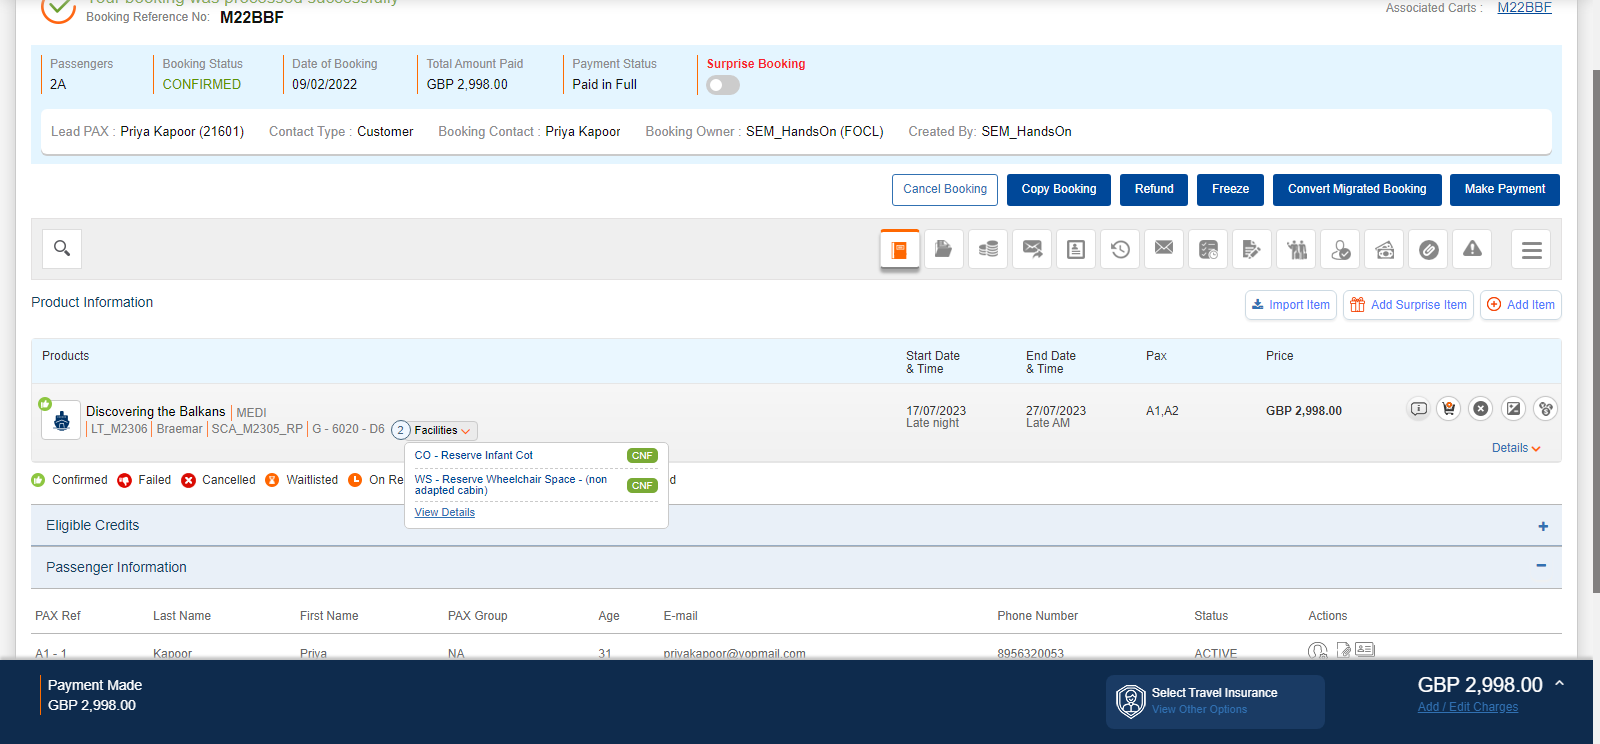 Your booking was processed successfully
Booking Reference No: M22BBF
Associated Carts : M22BBF
Passengers
2A
Booking Status
CONFIRMED
Date of Booking
09/02/2022
Total Amount Paid
GBP 2,998.00
Payment Status
Paid in Full
Surprise Booking
Lead PAX : Priya Kapoor (21601) Contact Type : Customer Booking Contact : Priya Kapoor Booking Owner : SEM_HandsOn (FOCL) Created By: SEM_HandsOn
Cancel Booking Copy Booking Refund Freeze Convert Migrated Booking Make Payment
Product Information
Import Item Add Surprise Item Add Item
Products
Start Date
& Time
End Date
& Time
Pax
Price
Discovering the Balkans MEDI
LT_M2306 Braemar SCA_M2305_RP G - 6020 - D6 2 Facilities
17/07/2023
Late night
27/07/2023
Late AM
A1,A2
GBP 2,998.00
Details
CO - Reserve Infant Cot CNF
WS - Reserve Wheelchair Space - (non
adapted cabin) CNF
View Details
Confirmed Failed Cancelled Waitlisted On Re
Eligible Credits
Passenger Information
PAX Ref Last Name First Name PAX Group Age E-mail Phone Number Status Actions
A1 - 1 Kapoor Priya NA 31 priyakapoor@yopmail.com 8956320053 ACTIVE
Payment Made
GBP 2,998.00
Select Travel Insurance
View Other Options
GBP 2,998.00
Add / Edit Charges